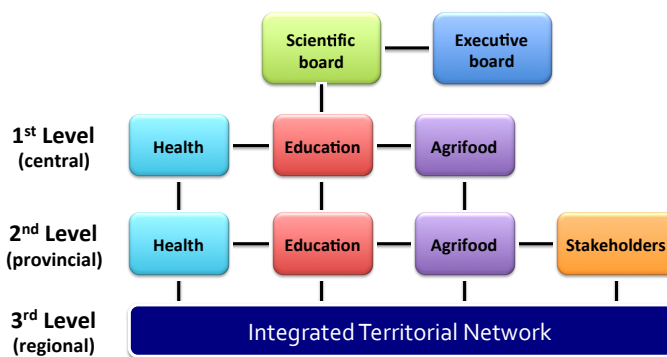 Scientific
board
Executive
board
1st Level
(central)
Health
Education
Agrifood
2nd Level
(provincial)
Health
Education
Agrifood
Stakeholders
3rd Level
(regional)
Integrated Territorial Network